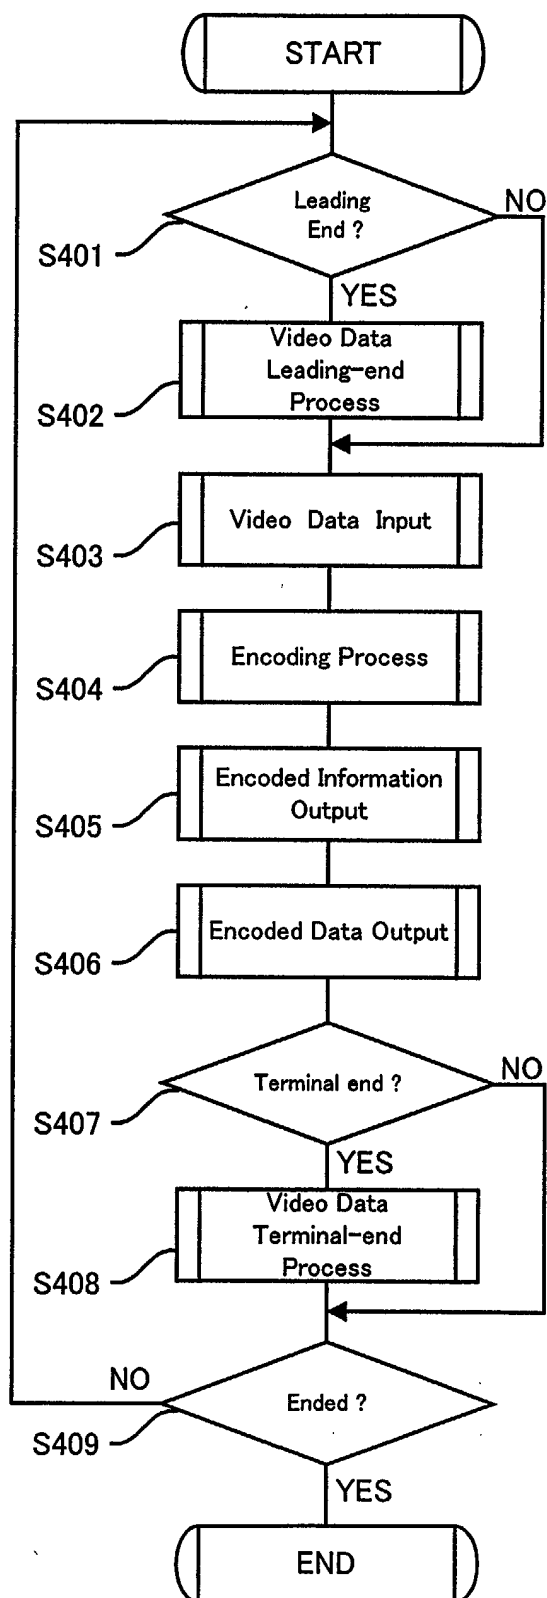 START
Leading
End ?
NO
S401
YES
Video Data
Leading-end
Process
S402
Video Data Input
S403
Encoding Process
S404
Encoded Information
Output
S405
Encoded Data Output
S406
NO
Terminal end ?
S407
YES
Video Data
Terminal-end
Process
S408
NO
Ended ?
S409
YES
END